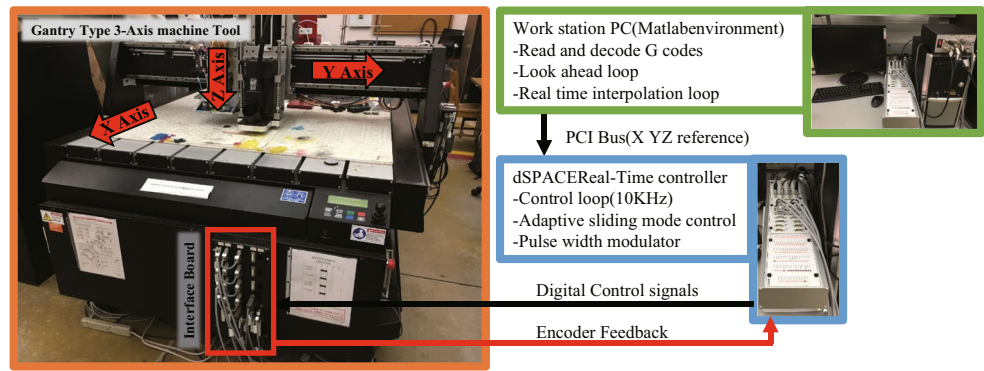 Gantry Type 3-Axis machine Tool
Z Axis
Y Axis
X Axis
Interface Board
Work station PC(Matlabenvironment)
-Read and decode G codes
-Look ahead loop
-Real time interpolation loop
PCI Bus(X YZ reference)
dSPACEReal-Time controller
-Control loop(10KHz)
-Adaptive sliding mode control
-Pulse width modulator
Digital Control signals
Encoder Feedback